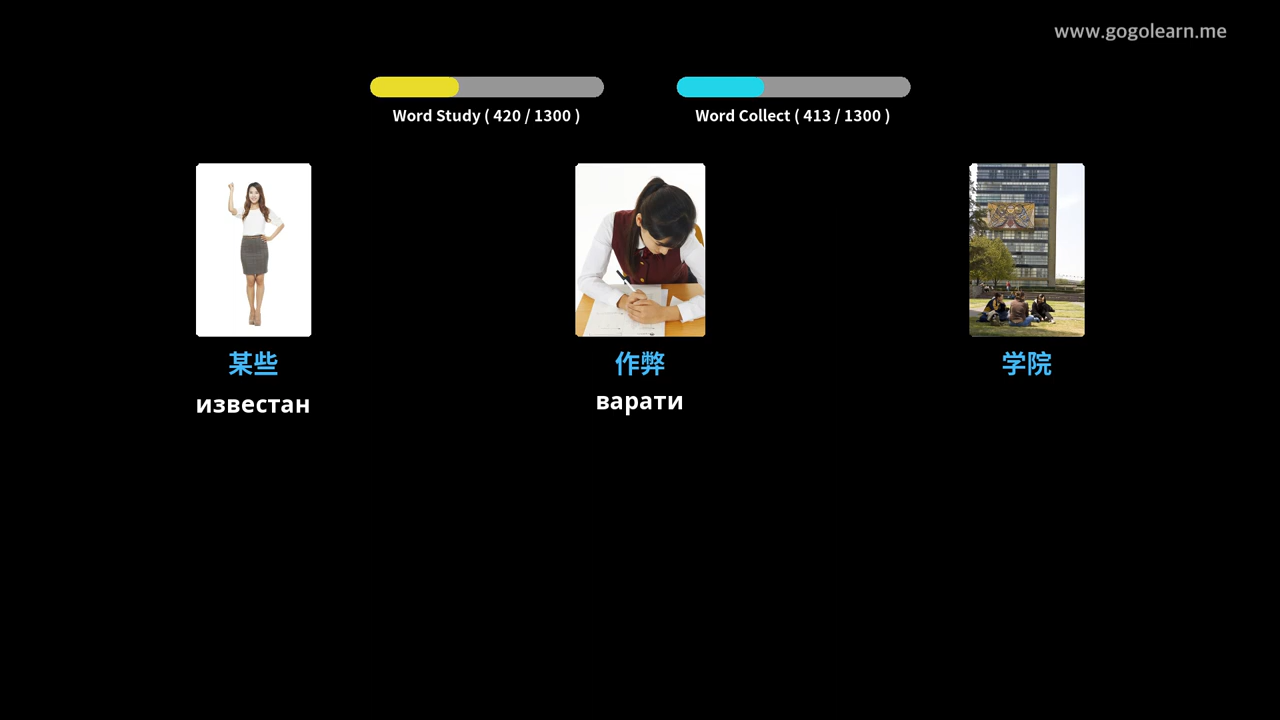 www.gogolearn.me
Word Study ( 420 / 1300 )
Word Collect ( 413 / 1300 )
某些
作弊
学院
известан
варати